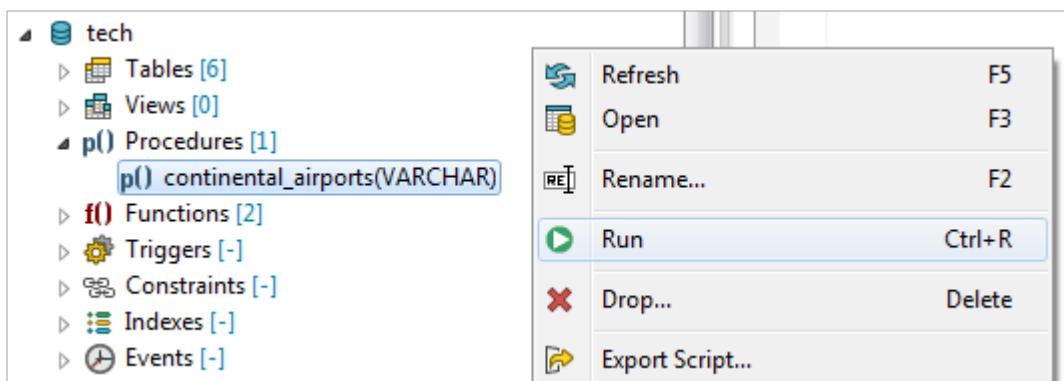 tech
Tables [6]
Views [0]
p() Procedures [1]
p() continental_airports(VARCHAR)
f() Functions [2]
Triggers [-]
Constraints [-]
Indexes [-]
Events [-]
Refresh F5
Open F3
RE Rename... F2
Run Ctrl+R
Drop... Delete
Export Script...